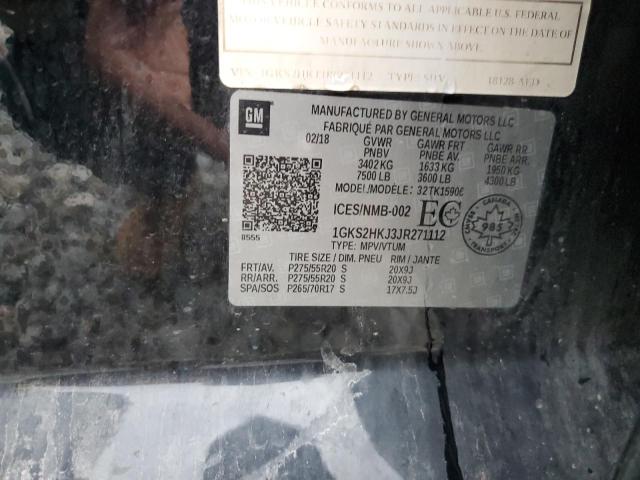 THIS VEHICLE CONFORMS TO ALL APPLICABLE U.S. FEDERAL
MOTOR VEHICLE SAFETY STANDARDS IN EFFECT ON THE DATE OF
MANUFACTURE SHOWN ABOVE.
TYPE: 
GM
MANUFACTURED BY GENERAL MOTORS LLC
FABRIQUÉ PAR GENERAL MOTORS LLC
02/18 GVWR GAWR FRT GAWR RR
PNBV PNBE AV. PNBE ARR.
3402 KG 1633 KG 1950 KG
7500 LB 3600 LB 4300 LB
MODEL/MODÈLE: 32TK15906
ICES/NMB-002 EC CANADA 985
1GKS2HKJ3JR271112
TYPE: MPV/VTUM
TIRE SIZE / DIM. PNEU RIM / JANTE
FRT/AV. P275/55R20 S 20X9J
RR/ARR. P275/55R20 S 20X9J
SPA/SOS P265/70R17 S 17X7.5J